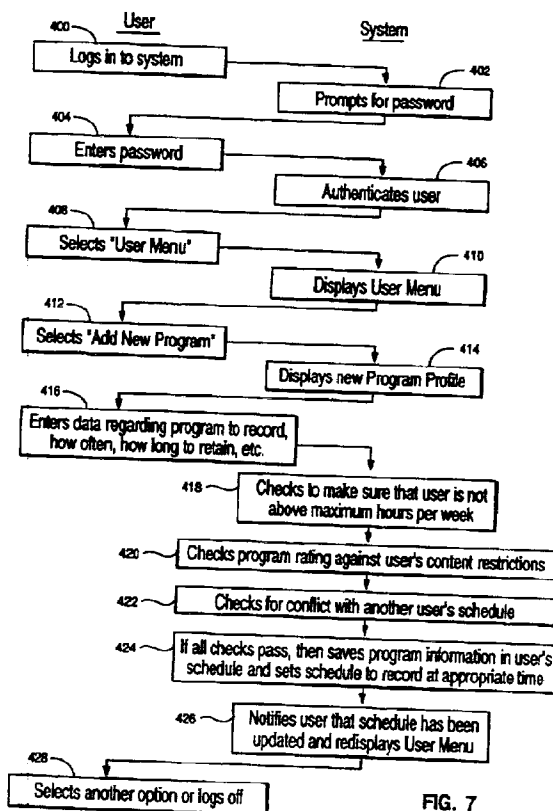 User
System
400
Logs in to system
402
Prompts for password
404
Enters password
406
Authenticates user
408
Selects "User Menu"
410
Displays User Menu
412
Selects "Add New Program"
414
Displays new Program Profile
416
Enters data regarding program to record,
how often, how long to retain, etc.
418
Checks to make sure that user is not
above maximum hours per week
420
Checks program rating against user's content restrictions
422
Checks for conflict with another user's schedule
424
If all checks pass, then saves program information in user's
schedule and sets schedule to record at appropriate time
426
Notifies user that schedule has been
updated and redisplays User Menu
428
Selects another option or logs off
FIG. 7